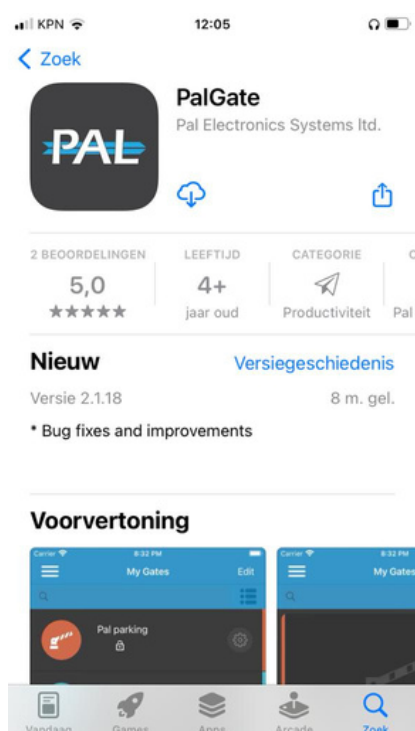 KPN 12:05
Zoek
PAL
PalGate
Pal Electronics Systems ltd.
2 BEOORDELINGEN LEEFTIJD CATEGORIE
5,0 4+
★★★★★ jaar oud Productiviteit Pal
Nieuw Versiegeschiedenis
Versie 2.1.18 8 m. gel.
* Bug fixes and improvements
Voorvertoning
Carrier 8:32 PM Carrier 8:32 PM
My Gates Edit My Gates
Pal parking
Vandaag Games Apps Arcade Zoek